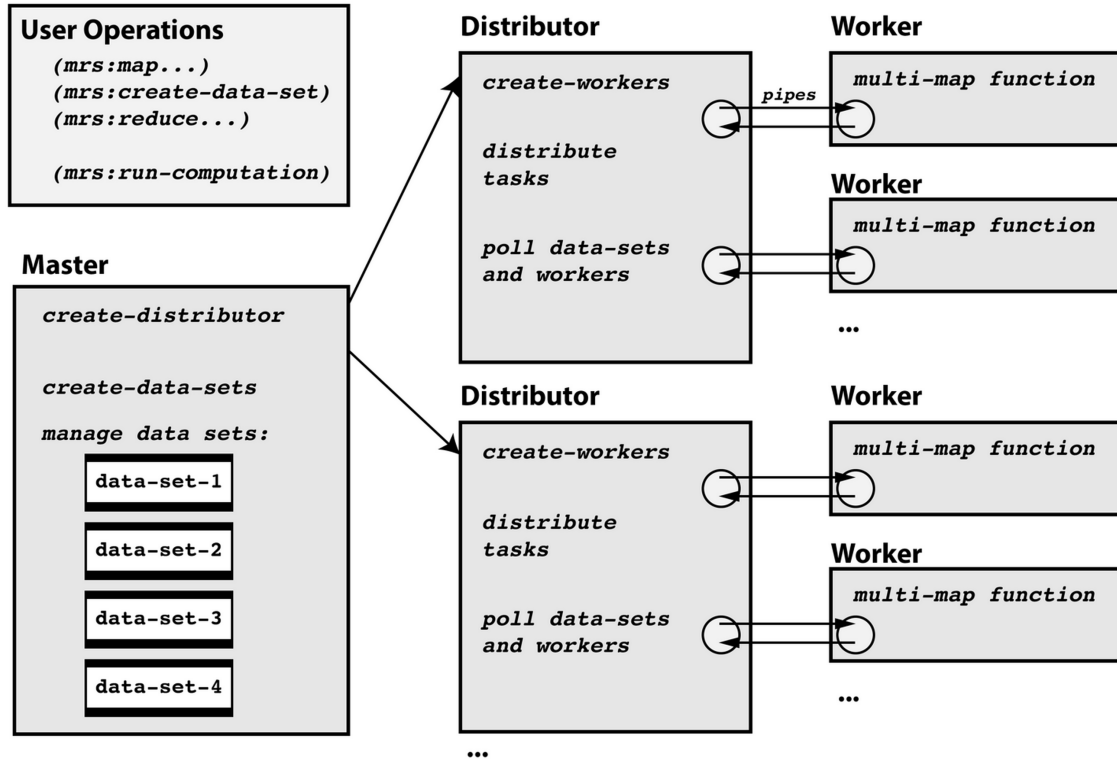 User Operations
(mrs:map...)
(mrs:create-data-set)
(mrs:reduce...)
(mrs:run-computation)
Master
create-distributor
create-data-sets
manage data sets:
data-set-1
data-set-2
data-set-3
data-set-4
Distributor
create-workers
distribute
tasks
poll data-sets
and workers
pipes
Worker
multi-map function
Worker
multi-map function
...
Distributor
create-workers
distribute
tasks
poll data-sets
and workers
...
Worker
multi-map function
Worker
multi-map function
...